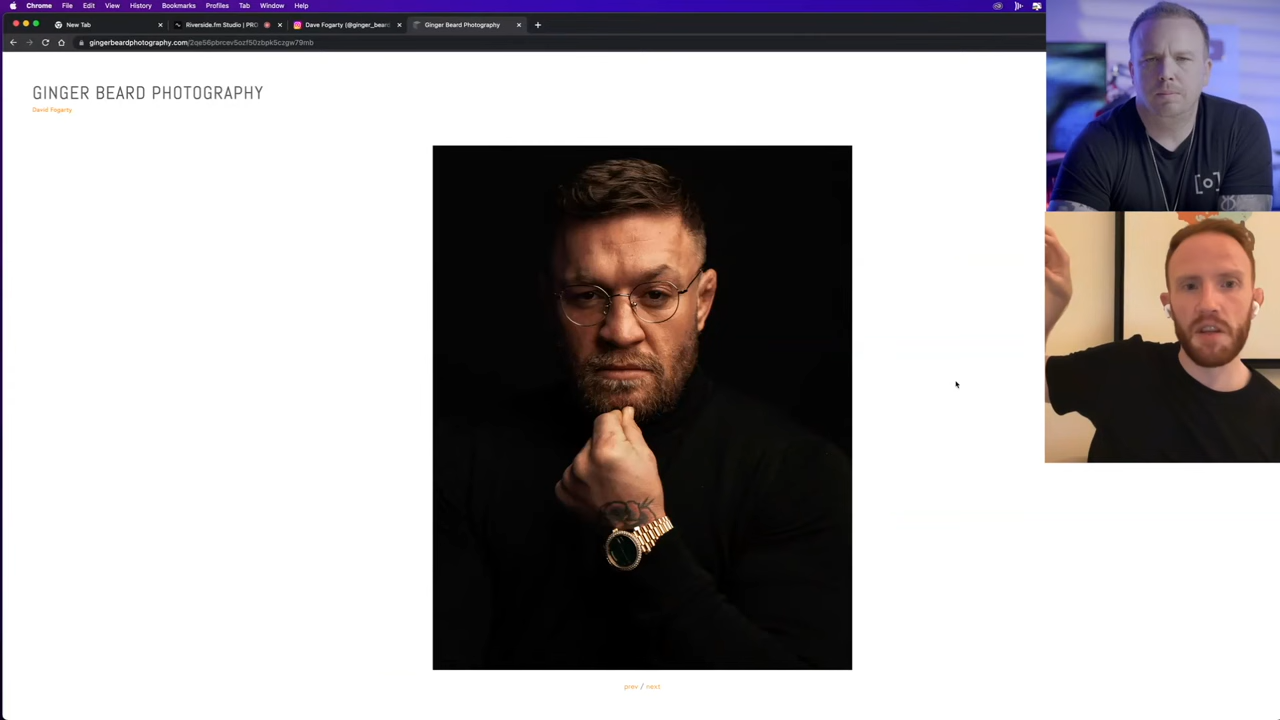 Chrome File Edit View History Bookmarks Profiles Tab Window Help
New Tab Riverside.fm Studio | PR Dave Fogarty (@ginger_beard Ginger Beard Photography
gingerbeardphotography.com/
GINGER BEARD PHOTOGRAPHY
David Fogarty
prev / next